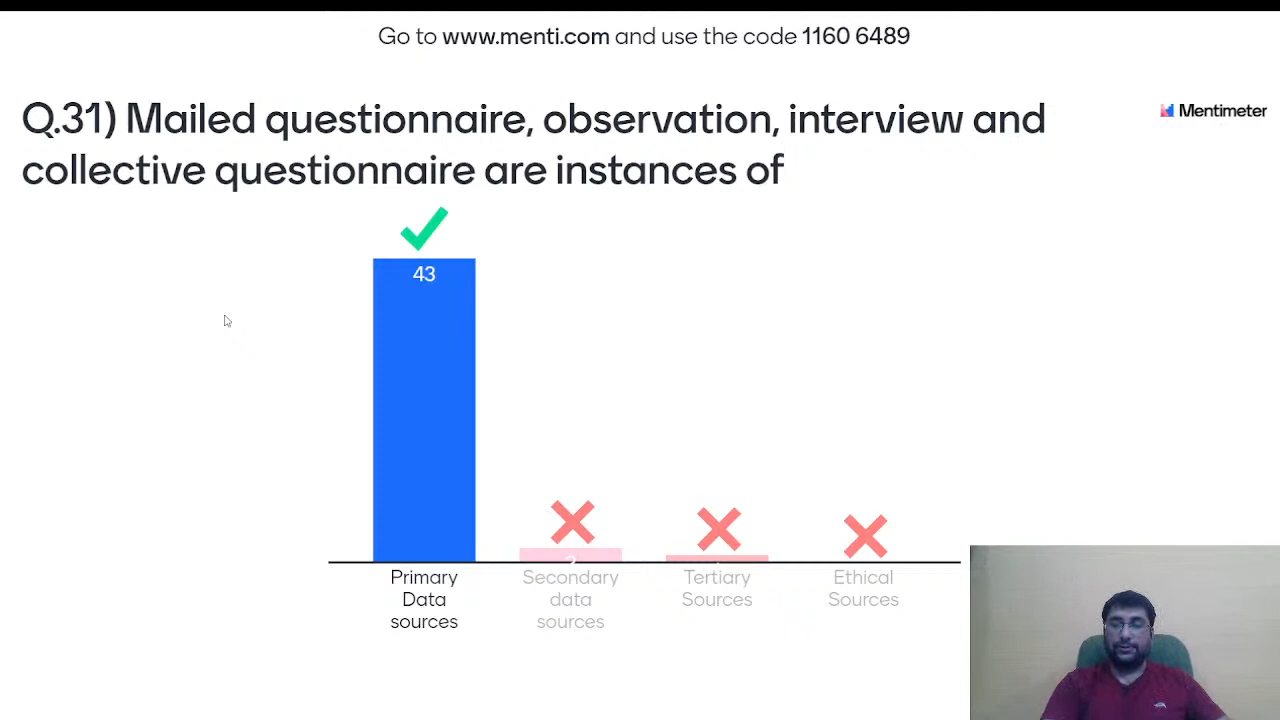 Go to www.menti.com and use the code 1160 6489
Q.31) Mailed questionnaire, observation, interview and
collective questionnaire are instances of
Mentimeter
43
Primary
Data
sources
Secondary
data
sources
Tertiary
Sources
Ethical
Sources